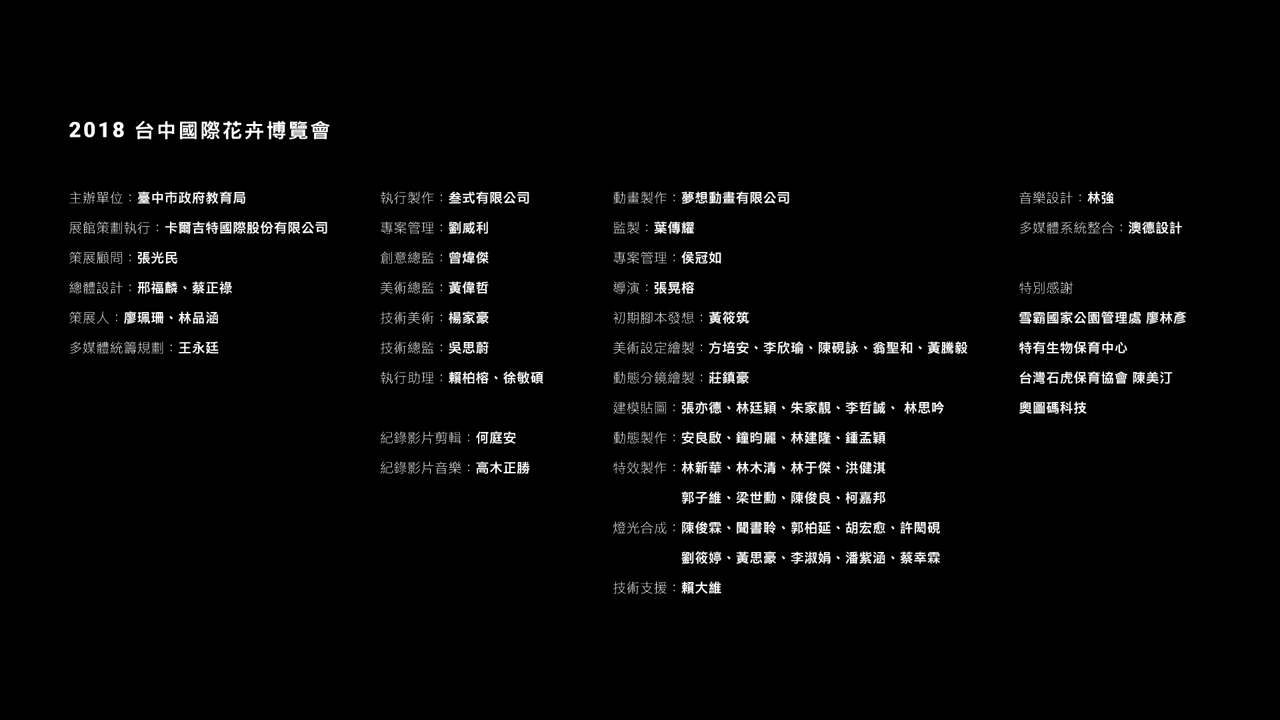 2018 台中國際花卉博覽會
主辦單位：臺中市政府教育局
展館策劃執行：卡爾吉特國際股份有限公司
策展顧問：張光民
總體設計：邢福麟、蔡正祿
策展人：廖珮珊、林品涵
多媒體統籌規劃：王永廷
執行製作：叁式有限公司
專案管理：劉威利
創意總監：曾煒傑
美術總監：黃偉哲
技術美術：楊家豪
技術總監：吳思蔚
執行助理：賴柏榕、徐敏碩
紀錄影片剪輯：何庭安
紀錄影片音樂：高木正勝
動畫製作：夢想動畫有限公司
監製：葉傳耀
專案管理：侯冠如
導演：張晃榕
初期腳本發想：黃筱筑
美術設定繪製：方培安、李欣瑜、陳硯詠、翁聖和、黃騰毅
動態分鏡繪製：莊鎮豪
建模貼圖：張亦德、林廷穎、朱家靚、李哲誠、 林思吟
動態製作：安良啟、鐘昀麗、林建隆、鍾孟穎
特效製作：林新華、林木清、林于傑、洪健淇
郭子維、梁世勳、陳俊良、柯嘉邦
燈光合成：陳俊霖、聞書聆、郭柏延、胡宏愈、許閎硯
劉筱婷、黃思豪、李淑娟、潘紫涵、蔡幸霖
技術支援：賴大維
音樂設計：林強
多媒體系統整合：澳德設計
特別感謝
雪霸國家公園管理處 廖林彥
特有生物保育中心
台灣石虎保育協會 陳美汀
奧圖碼科技